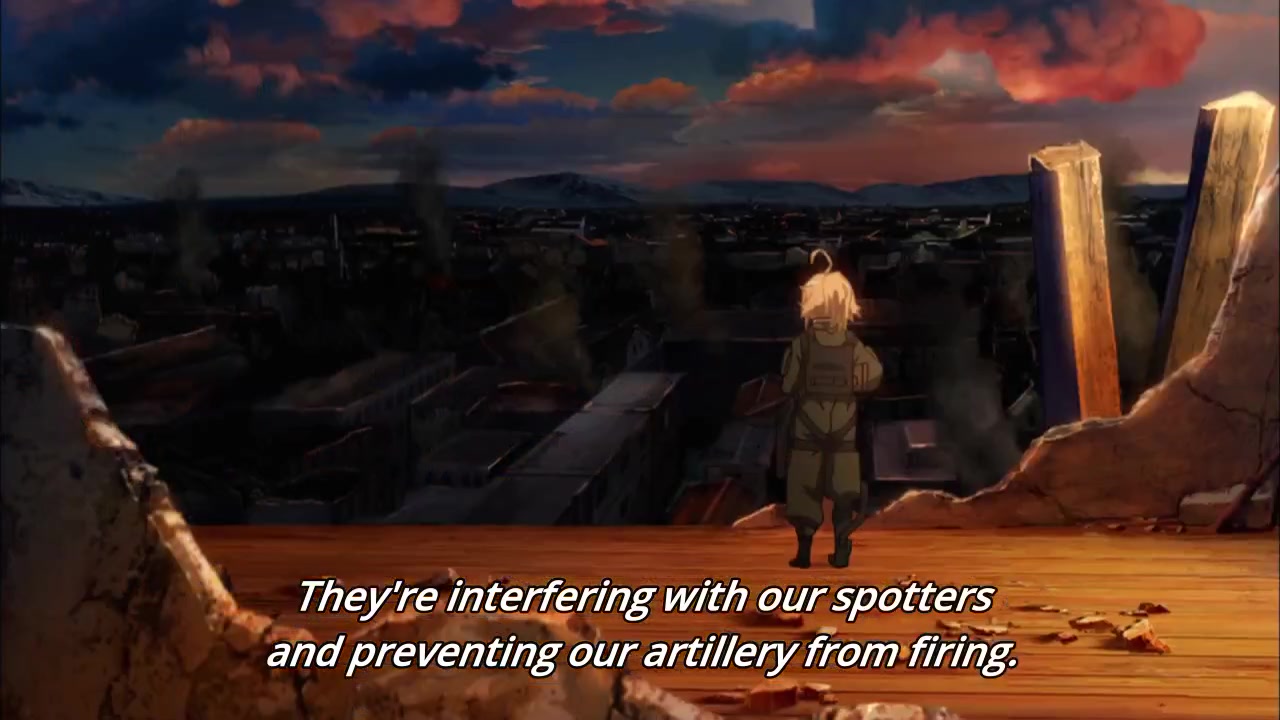 They're interfering with our spotters
and preventing our artillery from firing.